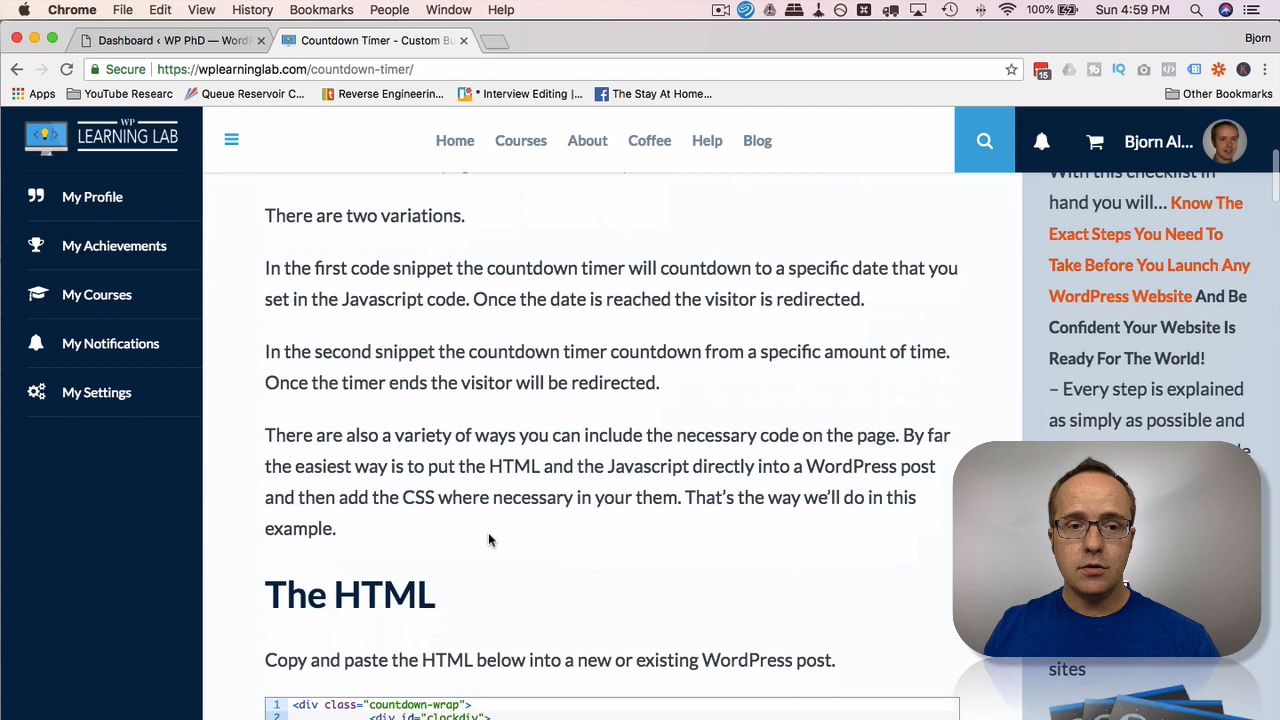 Chrome File Edit View History Bookmarks People Window Help 100% Sun 4:59 PM
Dashboard ‹ WP PhD — WordP
Countdown Timer - Custom Bu
Bjorn
Secure https://wplearninglab.com/countdown-timer/
15
K
Apps YouTube Researc Queue Reservoir C... Reverse Engineerin... * Interview Editing |... The Stay At Home... Other Bookmarks
WP
LEARNING LAB
Home Courses About Coffee Help Blog
Bjorn Al...
My Profile
My Achievements
My Courses
My Notifications
My Settings
There are two variations.
In the first code snippet the countdown timer will countdown to a specific date that you
set in the Javascript code. Once the date is reached the visitor is redirected.
In the second snippet the countdown timer countdown from a specific amount of time.
Once the timer ends the visitor will be redirected.
There are also a variety of ways you can include the necessary code on the page. By far
the easiest way is to put the HTML and the Javascript directly into a WordPress post
and then add the CSS where necessary in your them. That's the way we'll do in this
example.
The HTML
Copy and paste the HTML below into a new or existing WordPress post.
1 <div class="countdown-wrap">
2 <div id="clockdiv">
With this checklist in
hand you will... Know The
Exact Steps You Need To
Take Before You Launch Any
WordPress Website And Be
Confident Your Website Is
Ready For The World!
– Every step is explained
as simply as possible and
sites